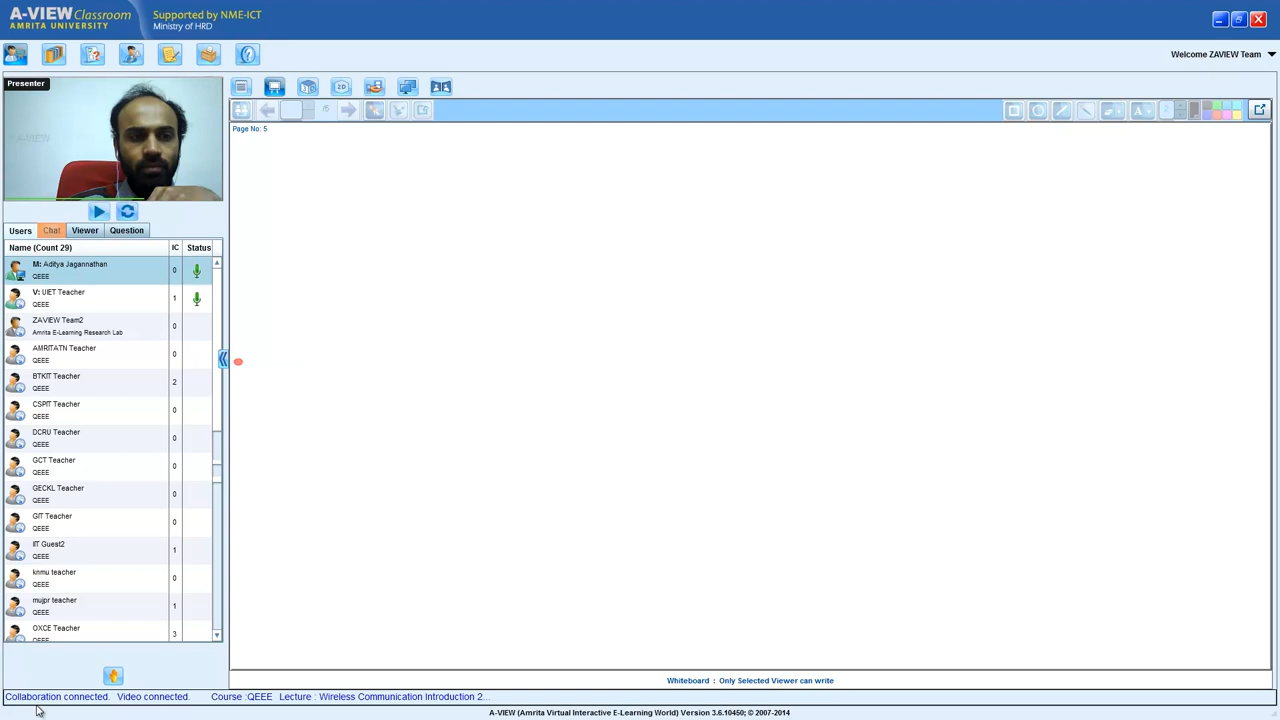 A-VIEW Classroom
AMRITA UNIVERSITY
Supported by NME-ICT
Ministry of HRD
Welcome ZAVIEW Team
Presenter
A-VIEW
2D
/5
A
2
Page No: 5
Users Chat Viewer Question
Name (Count 29) IC Status
M: Aditya Jagannathan
QEEE
0
V: UIET Teacher
QEEE
1
ZAVIEW Team2
Amrita E-Learning Research Lab
0
AMRITATN Teacher
QEEE
0
BTKIT Teacher
QEEE
2
CSPIT Teacher
QEEE
0
DCRU Teacher
QEEE
0
GCT Teacher
QEEE
0
GECKL Teacher
QEEE
0
GIT Teacher
QEEE
0
IIT Guest2
QEEE
1
knmu teacher
QEEE
0
mujpr teacher
QEEE
1
OXCE Teacher
QEEE
3
Whiteboard : Only Selected Viewer can write
Collaboration connected. Video connected. Course :QEEE Lecture : Wireless Communication Introduction 2...
A-VIEW (Amrita Virtual Interactive E-Learning World) Version 3.6.10450; © 2007-2014